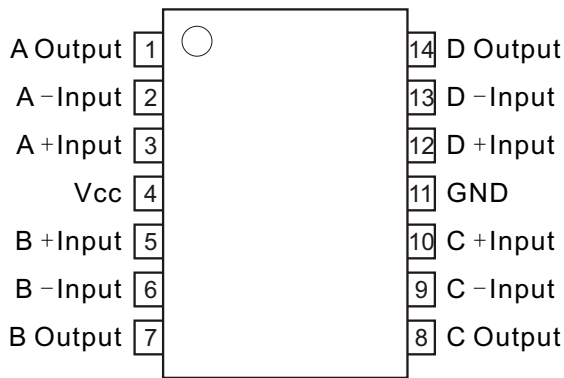 A Output 1 14 D Output
A −Input 2 13 D −Input
A +Input 3 12 D +Input
Vcc 4 11 GND
B +Input 5 10 C +Input
B −Input 6 9 C −Input
B Output 7 8 C Output